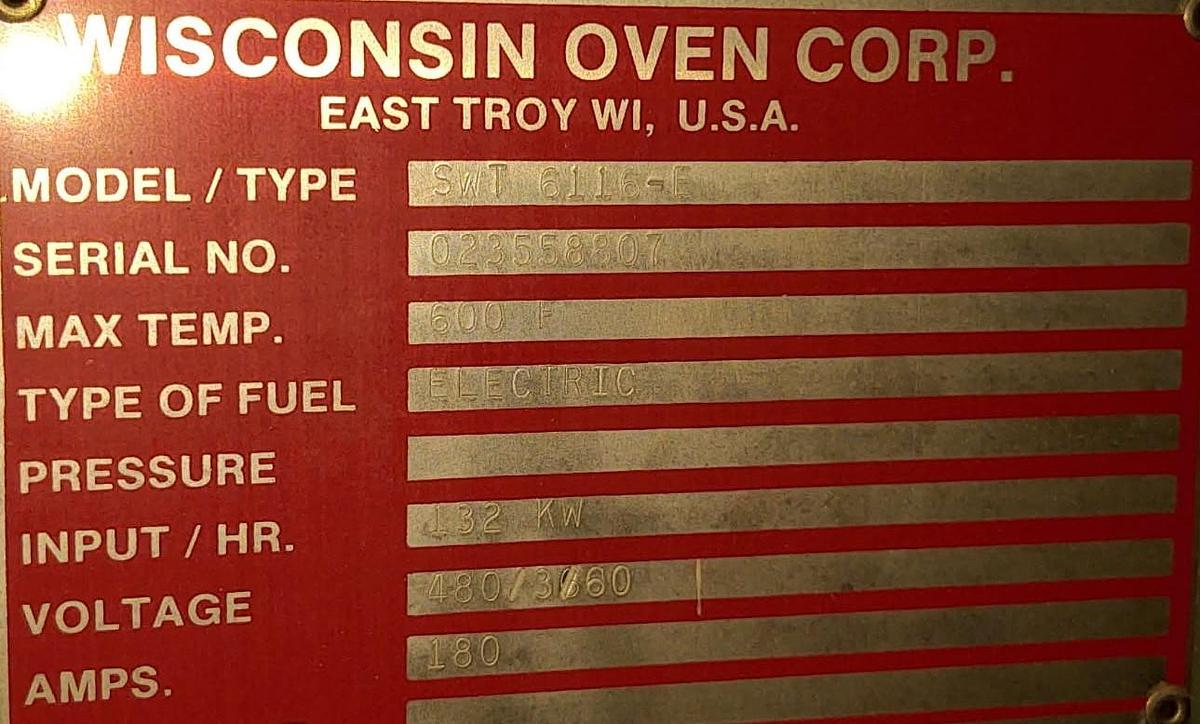 WISCONSIN OVEN CORP.
EAST TROY WI, U.S.A.
MODEL / TYPE SWT 6116-E
SERIAL NO. 023558807
MAX TEMP. 600 F
TYPE OF FUEL ELECTRIC
PRESSURE
INPUT / HR. 132 KW
VOLTAGE 480/3/60
AMPS. 180